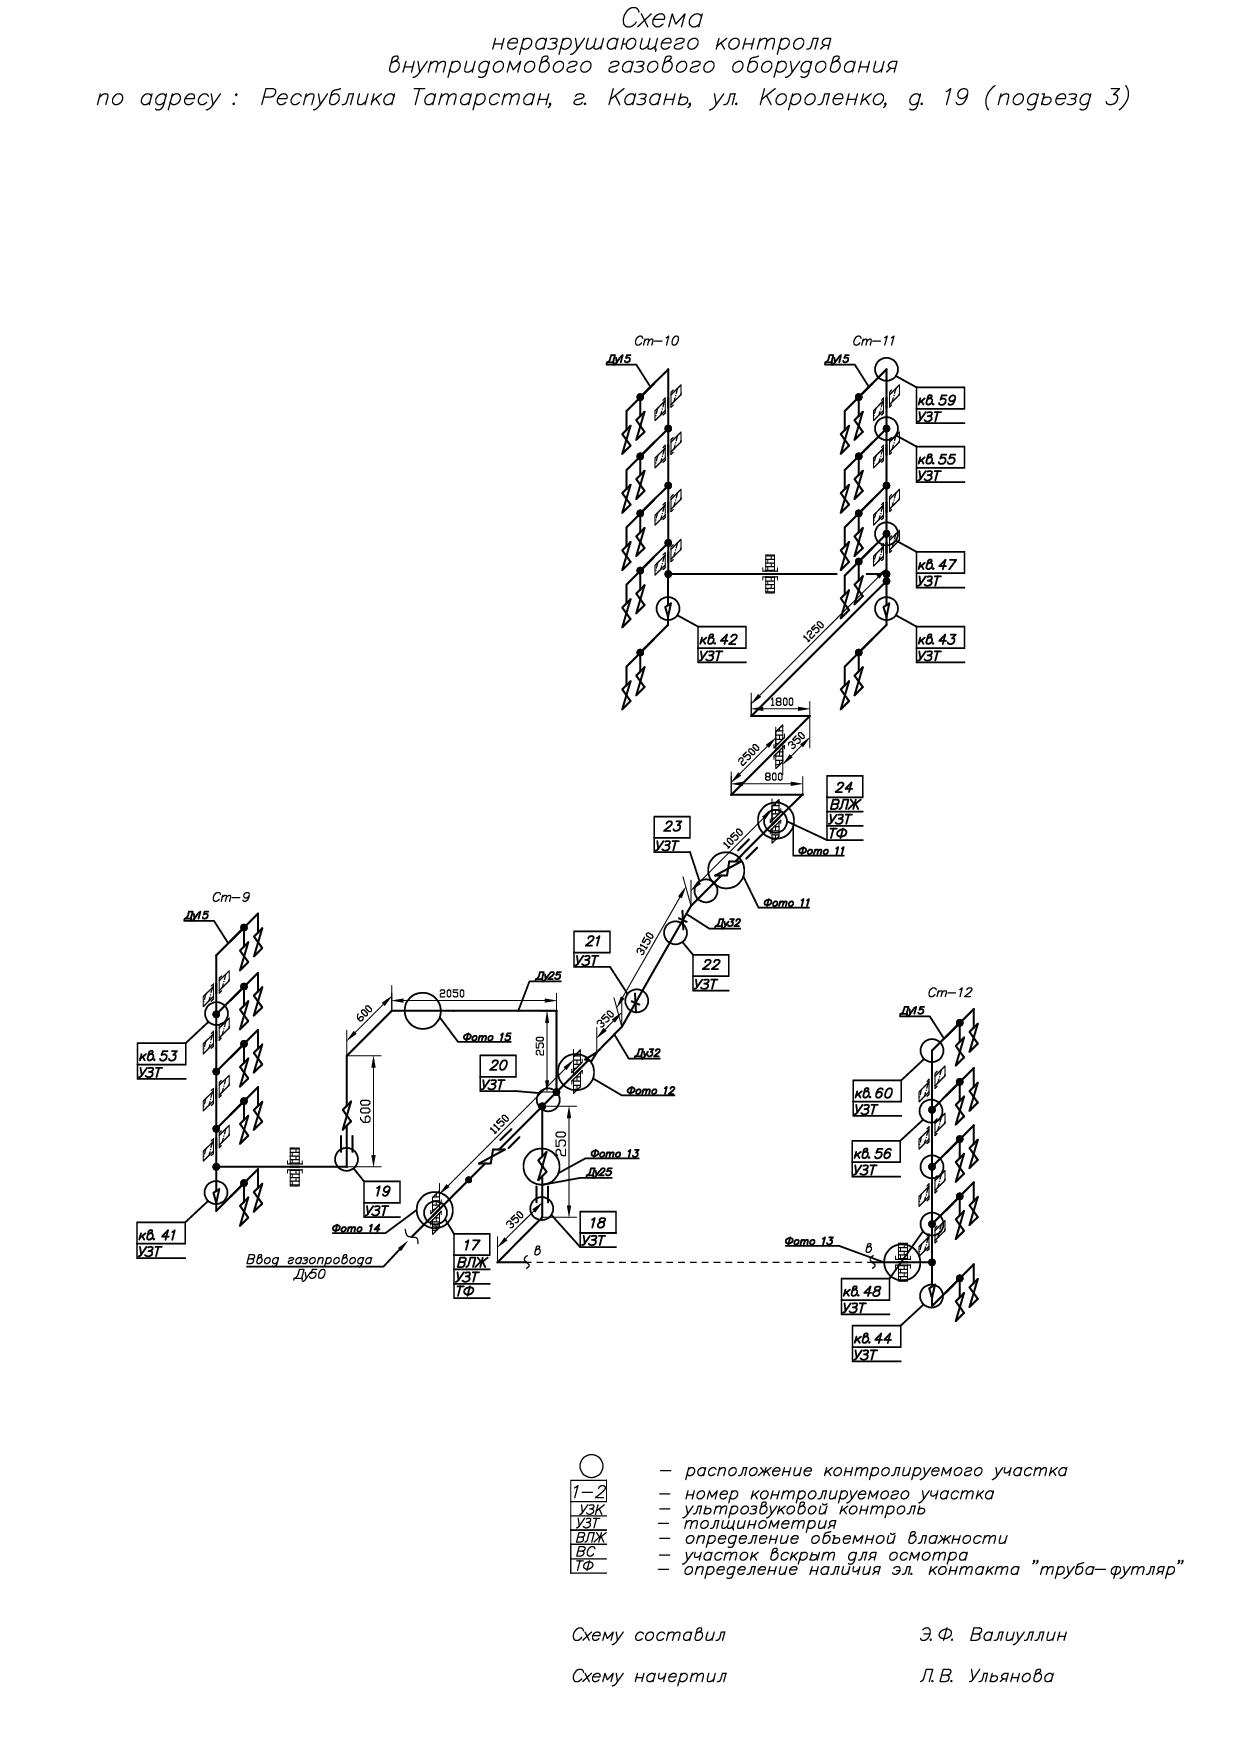 Схема
неразрушающего контроля
внутридомового газового оборудования
по адресу : Республика Татарстан, г. Казань, ул. Короленко, д. 19 (подъезд 3)
Ст-10
Ст-11
Ду15
Ду15
кв.59
УЗТ
кв.55
УЗТ
кв.47
УЗТ
1250
кв.42
УЗТ
кв.43
УЗТ
1800
350
2500
800
24
ВЛЖ
УЗТ
ТФ
Фото 11
23
УЗТ
1050
Фото 11
Ст-9
Ду15
Ду32
3150
21
УЗТ
22
УЗТ
Ду25
2050
600
Фото 15
250
350
Ду32
Ст-12
Ду15
кв.53
УЗТ
20
УЗТ
Фото 12
кв.60
УЗТ
600
1150
250
Фото 13
Ду25
кв.56
УЗТ
19
УЗТ
Фото 14
350
18
УЗТ
кв.41
УЗТ
17
ВЛЖ
УЗТ
ТФ
Ввод газопровода
Ду50
в
Фото 13
в
кв.48
УЗТ
кв.44
УЗТ
– расположение контролируемого участка
1-2 – номер контролируемого участка
УЗК – ультрозвуковой контроль
УЗТ – толщинометрия
ВЛЖ – определение объемной влажности
ВС – участок вскрыт для осмотра
ТФ – определение наличия эл. контакта "труба-футляр"
Схему составил Э.Ф. Валиуллин
Схему начертил Л.В. Ульянова